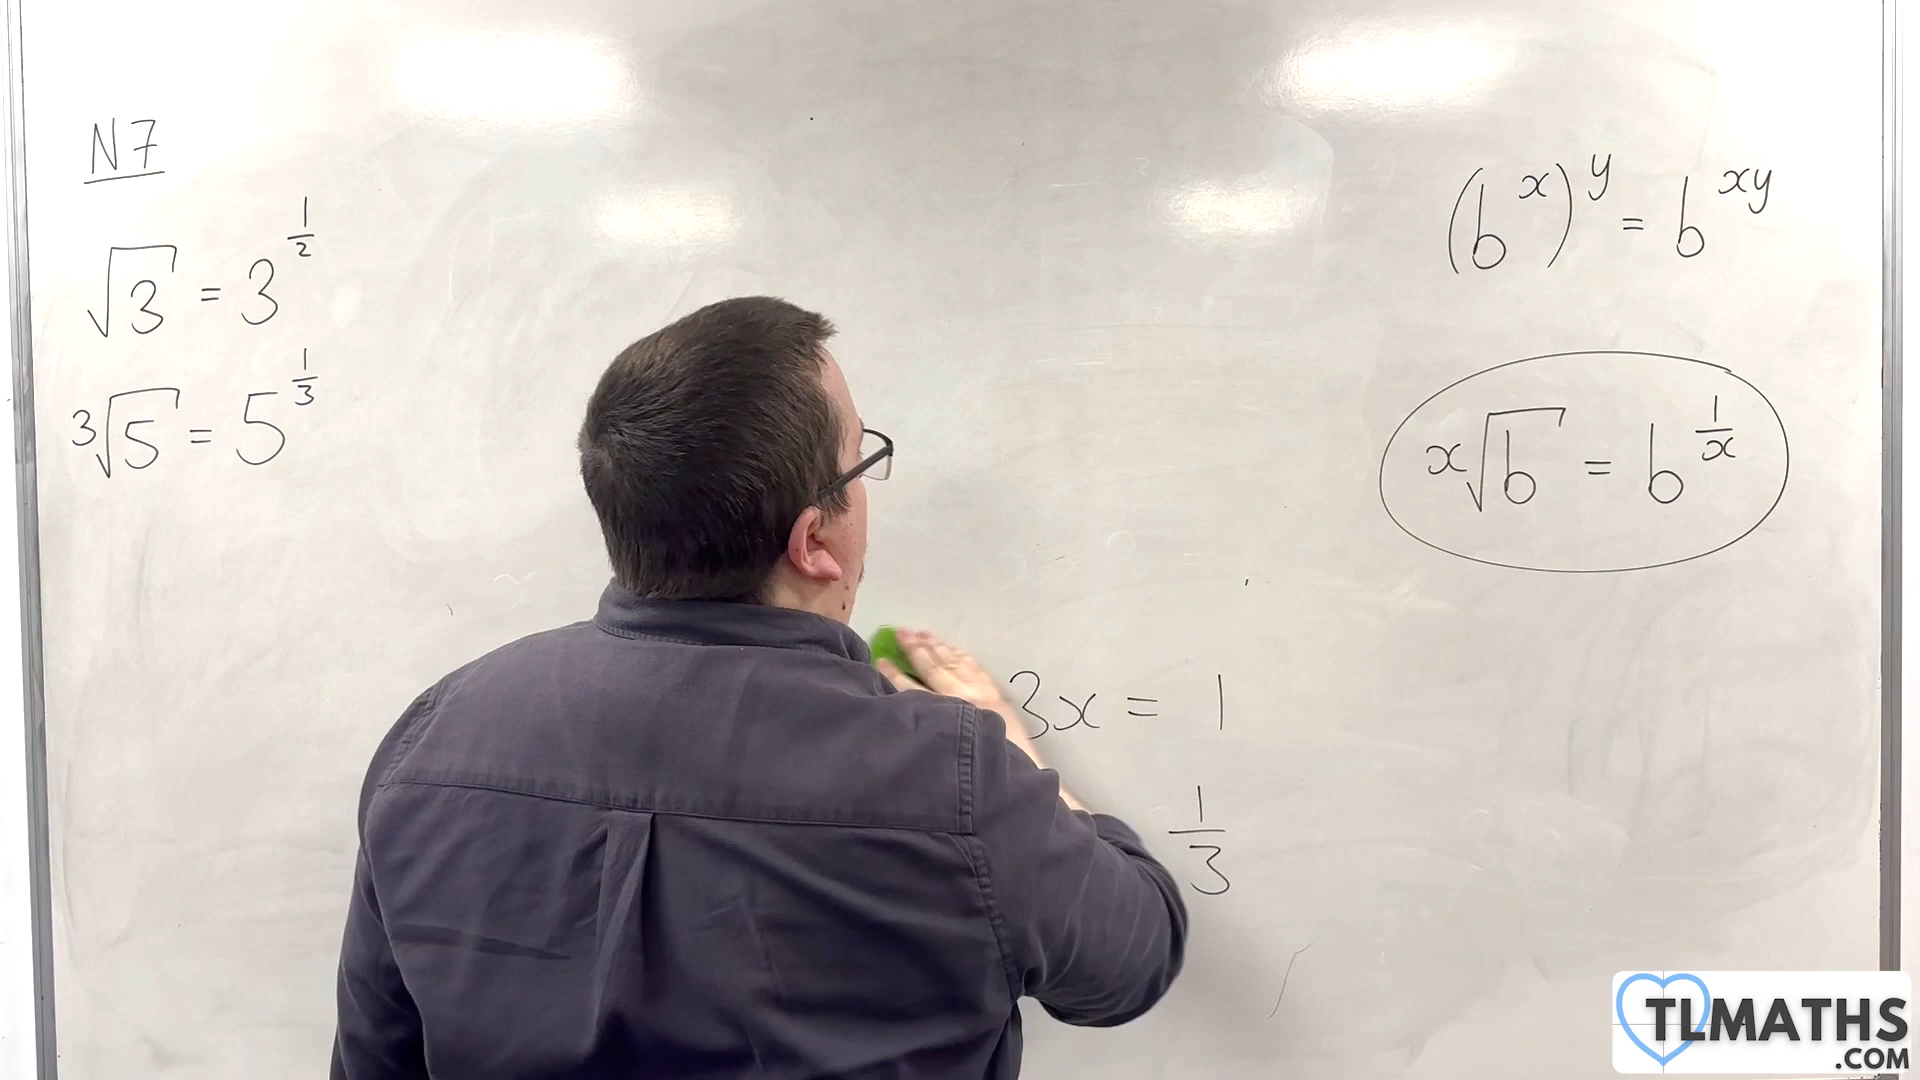 N7
√3 = 3^(1/2)
³√5 = 5^(1/3)
3x = 1
1/3
(b^x)^y = b^(xy)
ˣ√b = b^(1/x)
TLMATHS
.COM